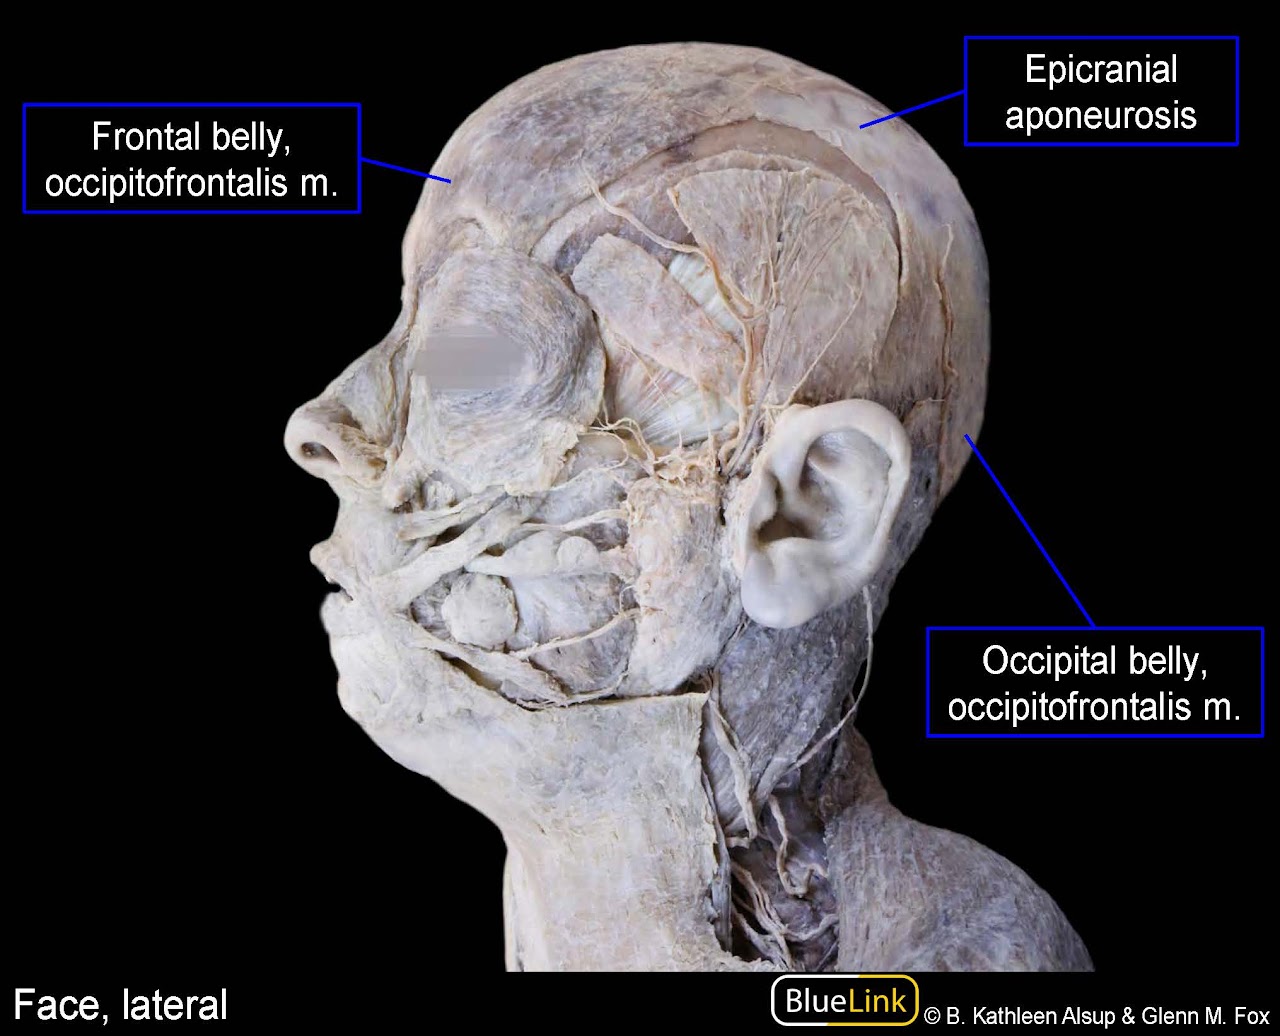 Epicranial
aponeurosis
Frontal belly,
occipitofrontalis m.
Occipital belly,
occipitofrontalis m.
Face, lateral
BlueLink
© B. Kathleen Alsup & Glenn M. Fox